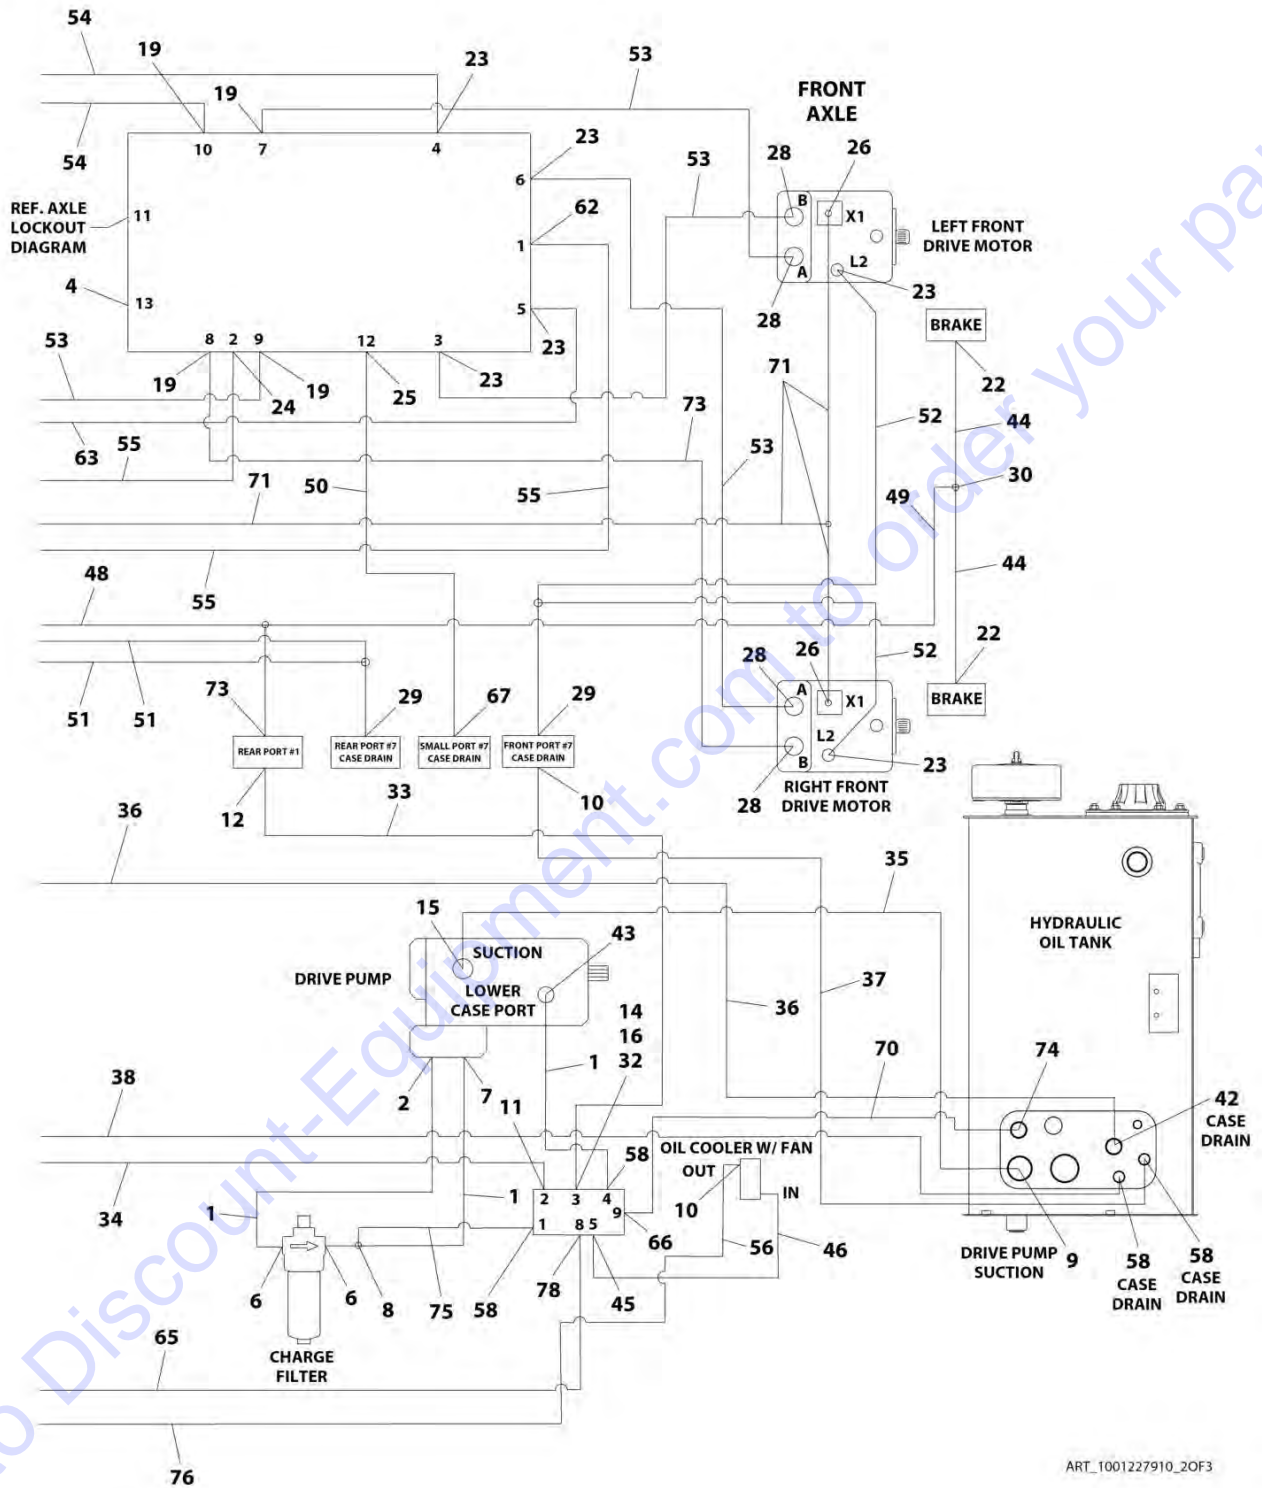 54
19
23
53
19
54
10
7
4
FRONT
AXLE
23
6
53
28
26
B
X1
REF. AXLE
LOCKOUT
DIAGRAM
11
62
1
LEFT FRONT
DRIVE MOTOR
L2
A
4
13
5
23
28
23
BRAKE
53
8
2
9
12
3
19
24
19
25
23
71
73
22
52
44
63
55
71
50
55
53
49
30
48
55
44
22
52
28
26
A
X1
BRAKE
51
51
73
29
67
29
L2
B
23
REAR PORT #1
REAR PORT #7
CASE DRAIN
SMALL PORT #7
CASE DRAIN
FRONT PORT #7
CASE DRAIN
28
RIGHT FRONT
DRIVE MOTOR
36
12
33
10
35
15
43
SUCTION
DRIVE PUMP
LOWER
CASE PORT
HYDRAULIC
OIL TANK
14
16
32
36
37
1
70
74
38
2
7
11
42
CASE
DRAIN
OIL COOLER W/ FAN
OUT
58
IN
34
1
1
2
3
4
9
1
8
5
10
66
56
46
6
6
8
75
58
78
45
DRIVE PUMP
SUCTION
9
58
CASE
DRAIN
58
CASE
DRAIN
65
CHARGE
FILTER
76
ART_1001227910_2OF3
to Discount-Equipment.com to order your pa